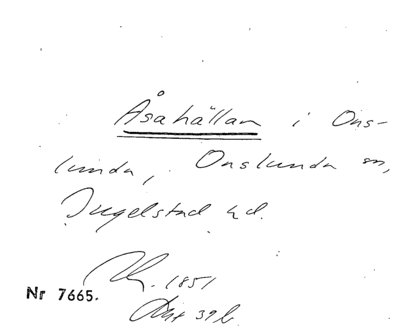 Åsahällan i Ons-
lunda, Onslunda sn,
Ingelstad hd.
1851
Nr 7665.